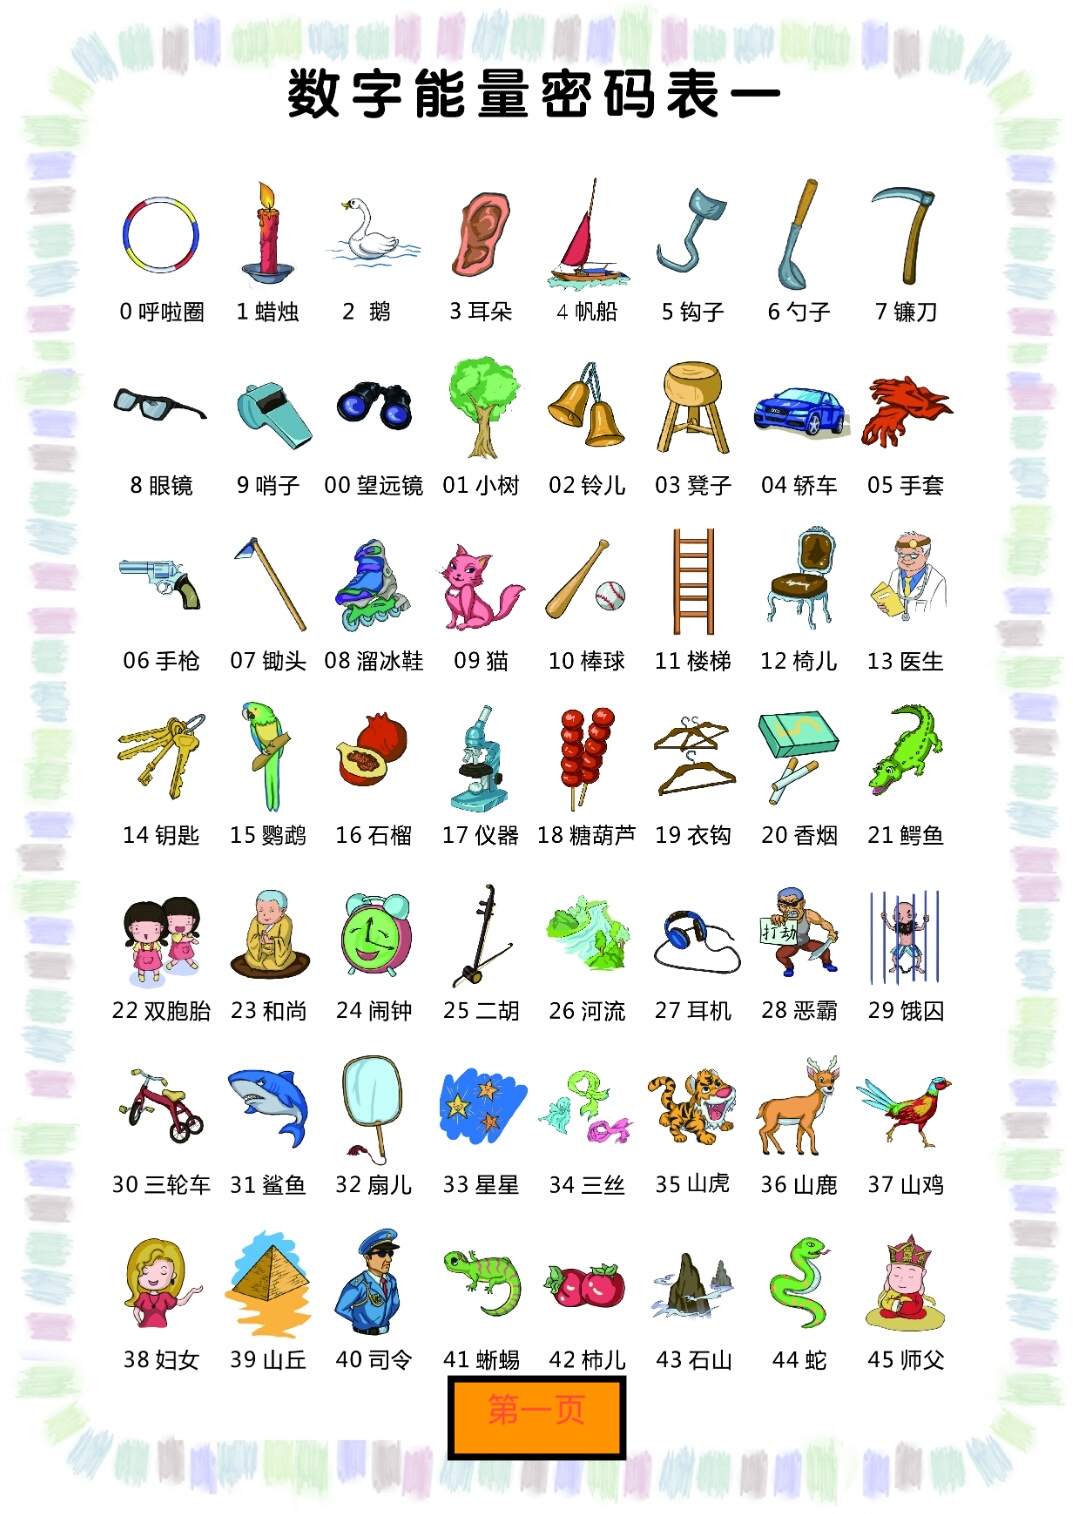 数字能量密码表一
0 呼啦圈 1 蜡烛 2 鹅 3 耳朵 4 帆船 5 钩子 6 勺子 7 镰刀
8 眼镜 9 哨子 00 望远镜 01 小树 02 铃儿 03 凳子 04 轿车 05 手套
06 手枪 07 锄头 08 溜冰鞋 09 猫 10 棒球 11 楼梯 12 椅儿 13 医生
14 钥匙 15 鹦鹉 16 石榴 17 仪器 18 糖葫芦 19 衣钩 20 香烟 21 鳄鱼
打劫
22 双胞胎 23 和尚 24 闹钟 25 二胡 26 河流 27 耳机 28 恶霸 29 饿囚
30 三轮车 31 鲨鱼 32 扇儿 33 星星 34 三丝 35 山虎 36 山鹿 37 山鸡
38 妇女 39 山丘 40 司令 41 蜥蜴 42 柿儿 43 石山 44 蛇 45 师父
第一页